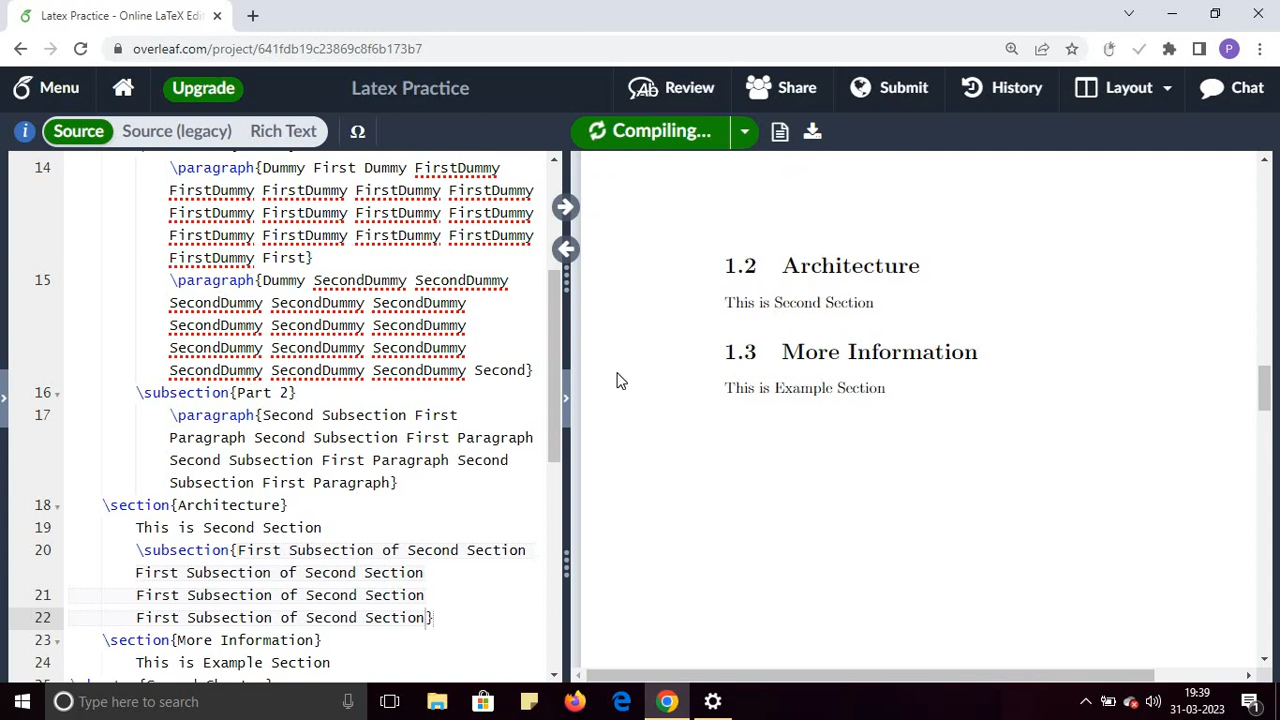 Latex Practice - Online LaTeX Edi
overleaf.com/project/641fdb19c23869c8f6b173b7
P
Menu
Upgrade
Latex Practice
Review
Share
Submit
History
Layout
Chat
Source
Source (legacy)
Rich Text
Ω
Compiling...
14 \paragraph{Dummy First Dummy FirstDummy
FirstDummy FirstDummy FirstDummy FirstDummy
FirstDummy FirstDummy FirstDummy FirstDummy
FirstDummy FirstDummy FirstDummy FirstDummy
FirstDummy First}
15 \paragraph{Dummy SecondDummy SecondDummy
SecondDummy SecondDummy SecondDummy
SecondDummy SecondDummy SecondDummy
SecondDummy SecondDummy SecondDummy
SecondDummy SecondDummy SecondDummy Second}
16 \subsection{Part 2}
17 \paragraph{Second Subsection First
Paragraph Second Subsection First Paragraph
Second Subsection First Paragraph Second
Subsection First Paragraph}
18 \section{Architecture}
19 This is Second Section
20 \subsection{First Subsection of Second Section
First Subsection of Second Section
21 First Subsection of Second Section
22 First Subsection of Second Section}
23 \section{More Information}
24 This is Example Section
1.2 Architecture
This is Second Section
1.3 More Information
This is Example Section
Type here to search
19:39
31-03-2023